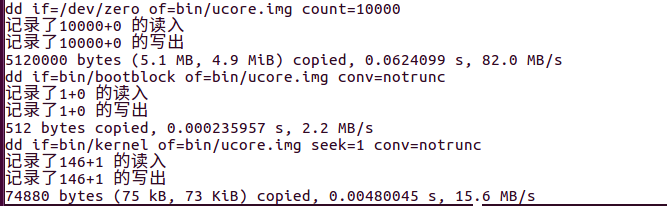 dd if=/dev/zero of=bin/ucore.img count=10000
记录了10000+0 的读入
记录了10000+0 的写出
5120000 bytes (5.1 MB, 4.9 MiB) copied, 0.0624099 s, 82.0 MB/s
dd if=bin/bootblock of=bin/ucore.img conv=notrunc
记录了1+0 的读入
记录了1+0 的写出
512 bytes copied, 0.000235957 s, 2.2 MB/s
dd if=bin/kernel of=bin/ucore.img seek=1 conv=notrunc
记录了146+1 的读入
记录了146+1 的写出
74880 bytes (75 kB, 73 KiB) copied, 0.00480045 s, 15.6 MB/s